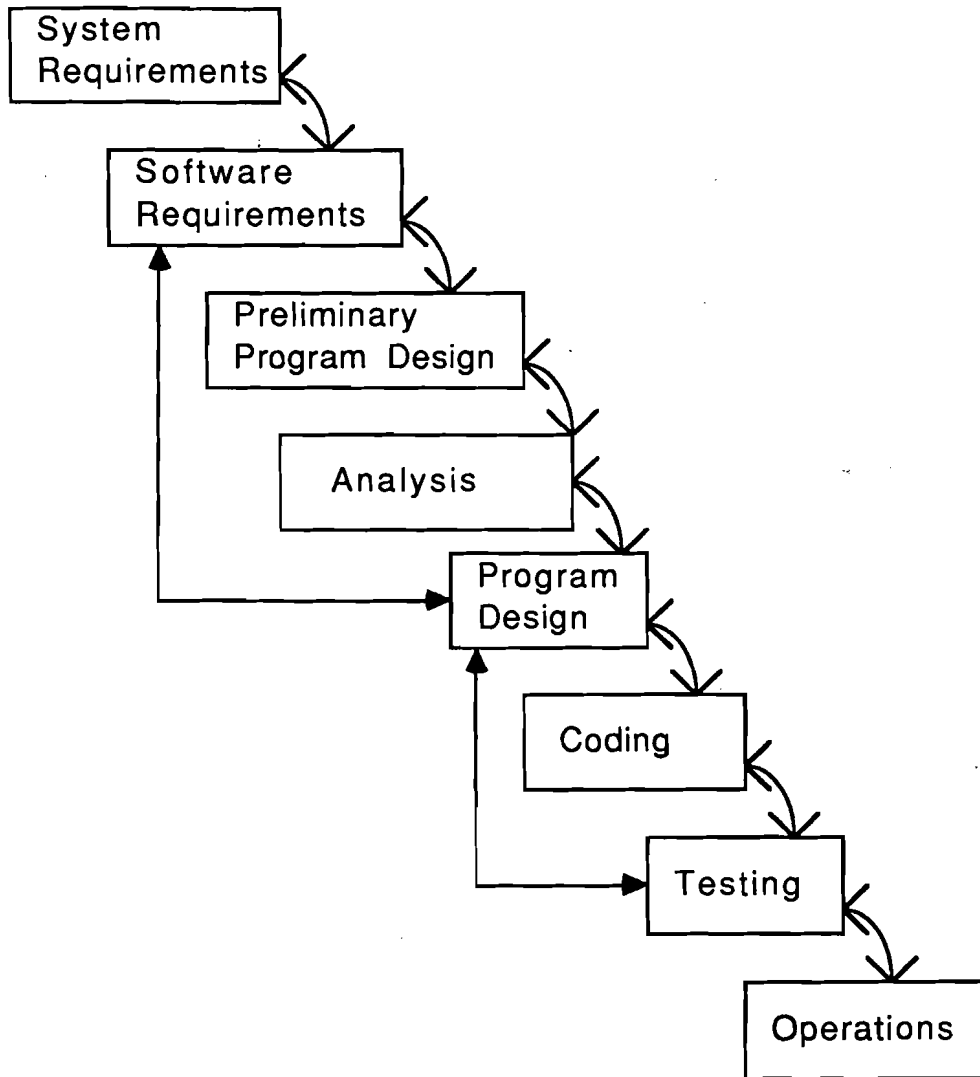 System
Requirements
Software
Requirements
Preliminary
Program Design
Analysis
Program
Design
Coding
Testing
Operations